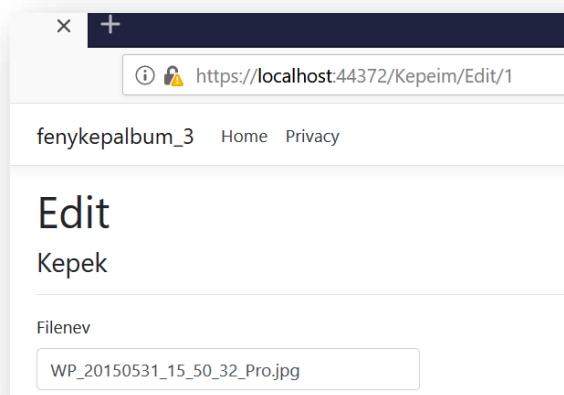 https://localhost:44372/Kepeim/Edit/1
fenykepalbum_3 Home Privacy
Edit
Kepek
Filenev
WP_20150531_15_50_32_Pro.jpg